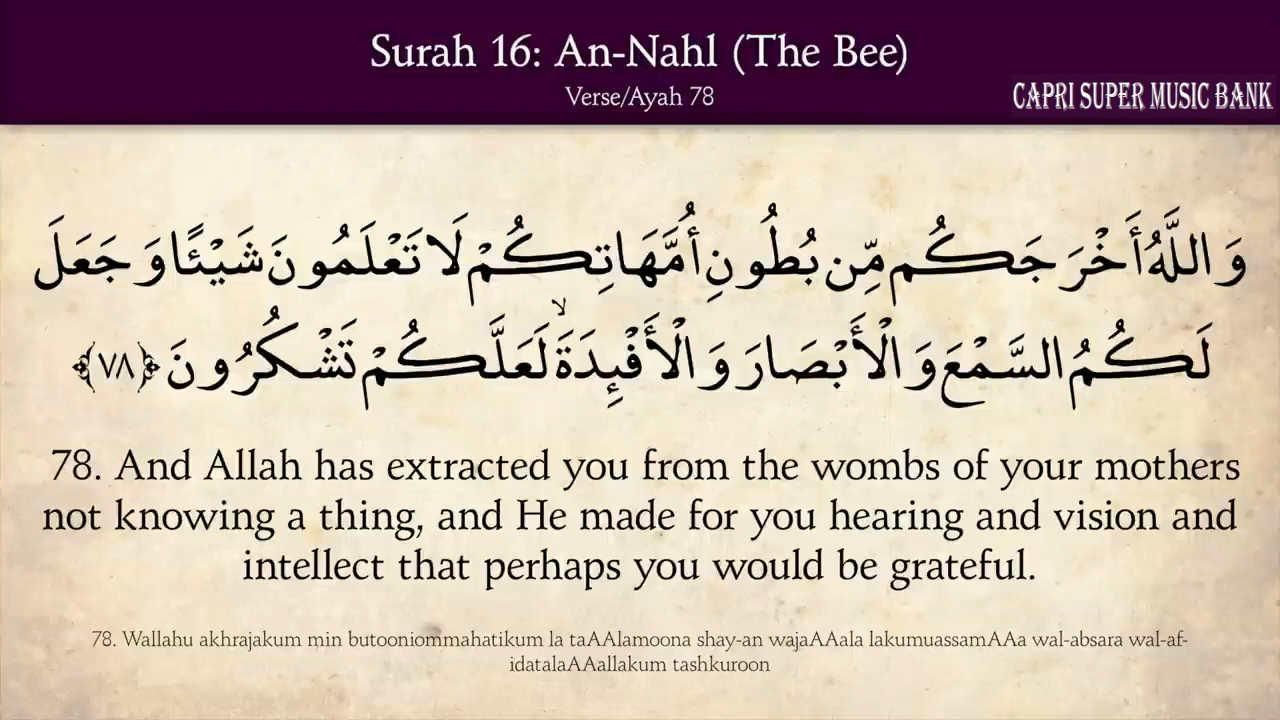 Surah 16: An-Nahl (The Bee)
Verse/Ayah 78
CAPRI SUPER MUSIC BANK
وَاللَّهُ أَخْرَجَكُم مِّن بُطُونِ أُمَّهَاتِكُمْ لَا تَعْلَمُونَ شَيْئًا وَجَعَلَ
لَكُمُ السَّمْعَ وَالْأَبْصَارَ وَالْأَفْئِدَةَ ۙ لَعَلَّكُمْ تَشْكُرُونَ ﴿٧٨﴾
78. And Allah has extracted you from the wombs of your mothers
not knowing a thing, and He made for you hearing and vision and
intellect that perhaps you would be grateful.
78. Wallahu akhrajakum min butooniommahatikum la taAAlamoona shay-an wajaAAala lakumuassamAAa wal-absara wal-af-
idatalaAAallakum tashkuroon